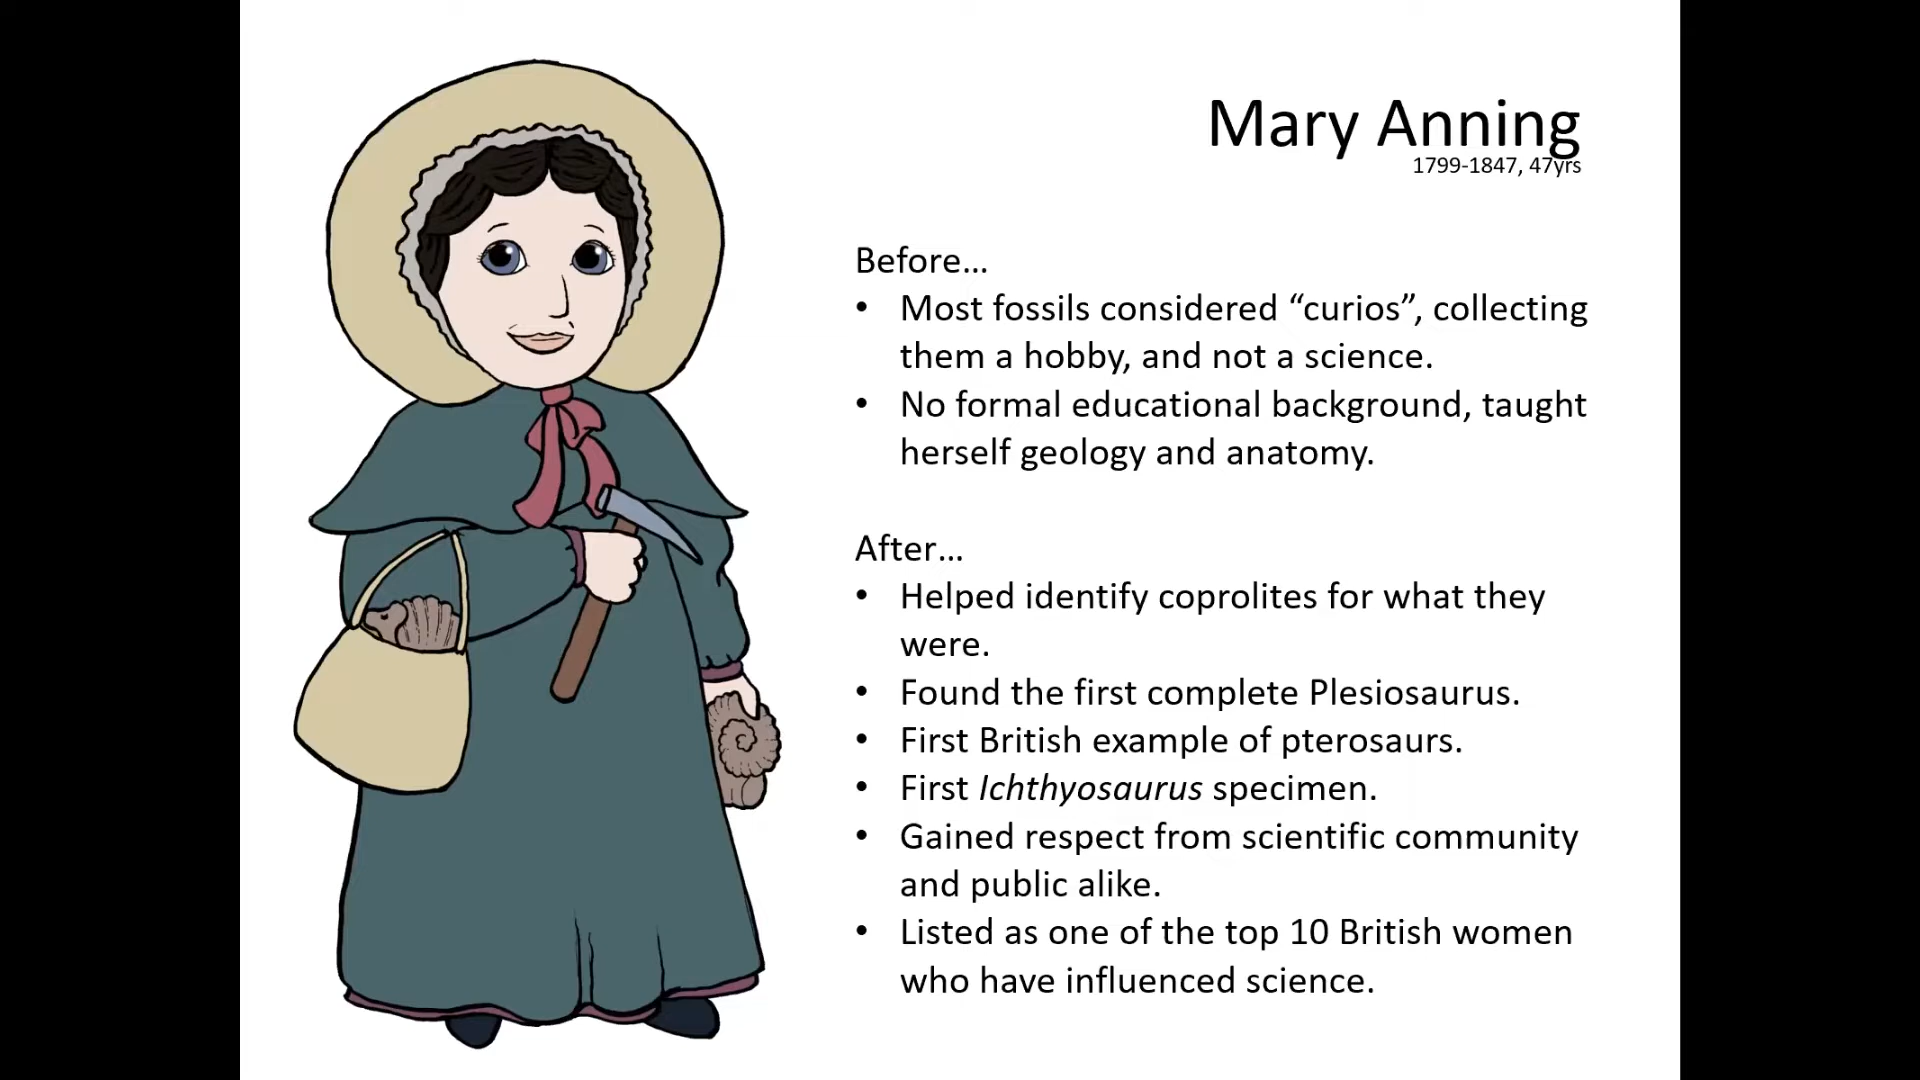 Mary Anning
1799-1847, 47yrs
Before...
• Most fossils considered “curios”, collecting
them a hobby, and not a science.
• No formal educational background, taught
herself geology and anatomy.
After...
• Helped identify coprolites for what they
were.
• Found the first complete Plesiosaurus.
• First British example of pterosaurs.
• First Ichthyosaurus specimen.
• Gained respect from scientific community
and public alike.
• Listed as one of the top 10 British women
who have influenced science.